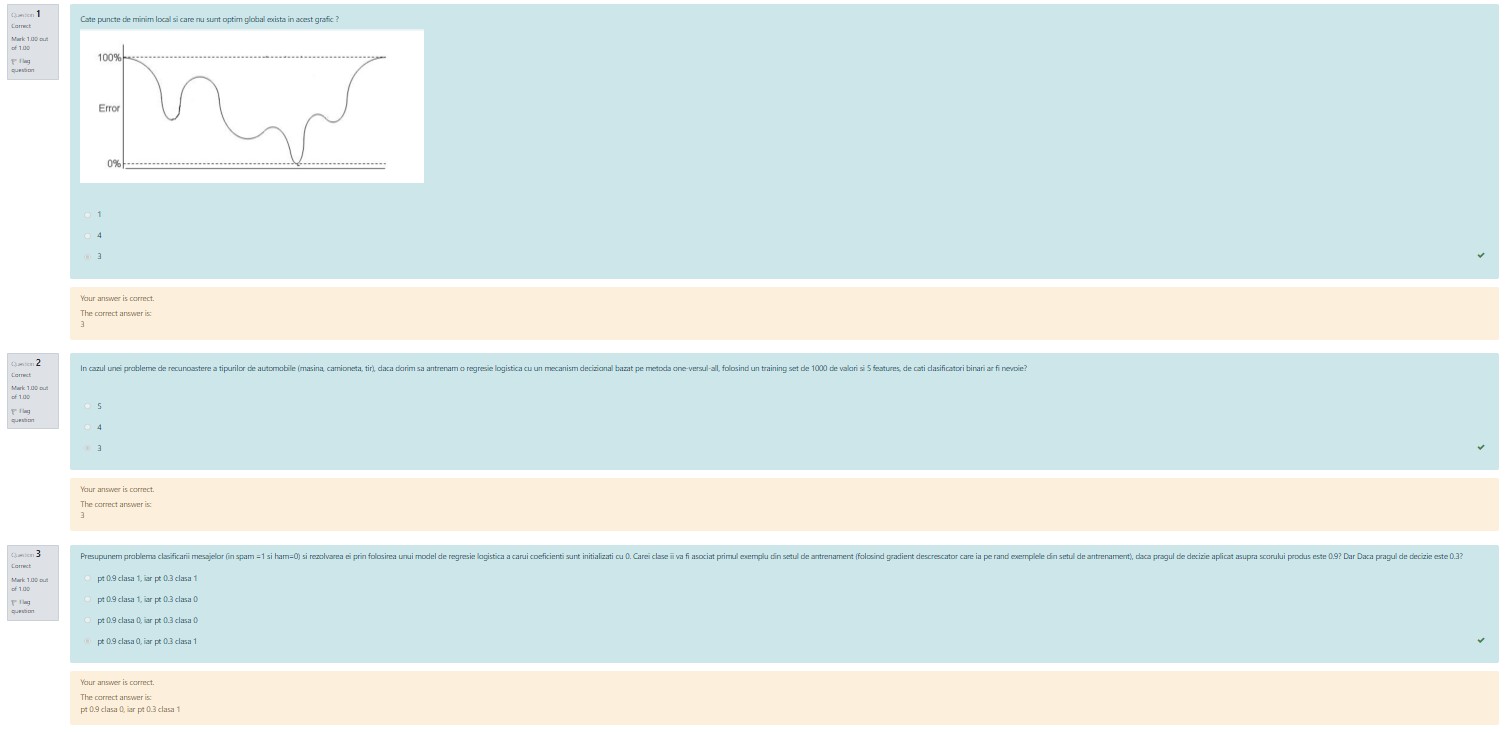 Question 1
Correct
Mark 1.00 out
of 1.00
Flag
question
Cate puncte de minim local si care nu sunt optim global exista in acest grafic ?
100%
Error
0%
1
4
3
Your answer is correct.
The correct answer is:
3
Question 2
Correct
Mark 1.00 out
of 1.00
Flag
question
In cazul unei probleme de recunoastere a tipurilor de automobile (masina, camioneta, tir), daca dorim sa antrenam o regresie logistica cu un mecanism decizional bazat pe metoda one-versul-all, folosind un training set de 1000 de valori si 5 features, de cati clasificatori binari ar fi nevoie?
5
4
3
Your answer is correct.
The correct answer is:
3
Question 3
Correct
Mark 1.00 out
of 1.00
Flag
question
Presupunem problema clasificarii mesajelor (in spam =1 si ham=0) si rezolvarea ei prin folosirea unui model de regresie logistica a carui coeficienti sunt initializati cu 0. Carei clase ii va fi asociat primul exemplu din setul de antrenament (folosind gradient descrescator care ia pe rand exemplele din setul de antrenament), daca pragul de decizie aplicat asupra scorului produs este 0.9? Dar Daca pragul de decizie este 0.3?
pt 0.9 clasa 1, iar pt 0.3 clasa 1
pt 0.9 clasa 1, iar pt 0.3 clasa 0
pt 0.9 clasa 0, iar pt 0.3 clasa 0
pt 0.9 clasa 0, iar pt 0.3 clasa 1
Your answer is correct.
The correct answer is:
pt 0.9 clasa 0, iar pt 0.3 clasa 1